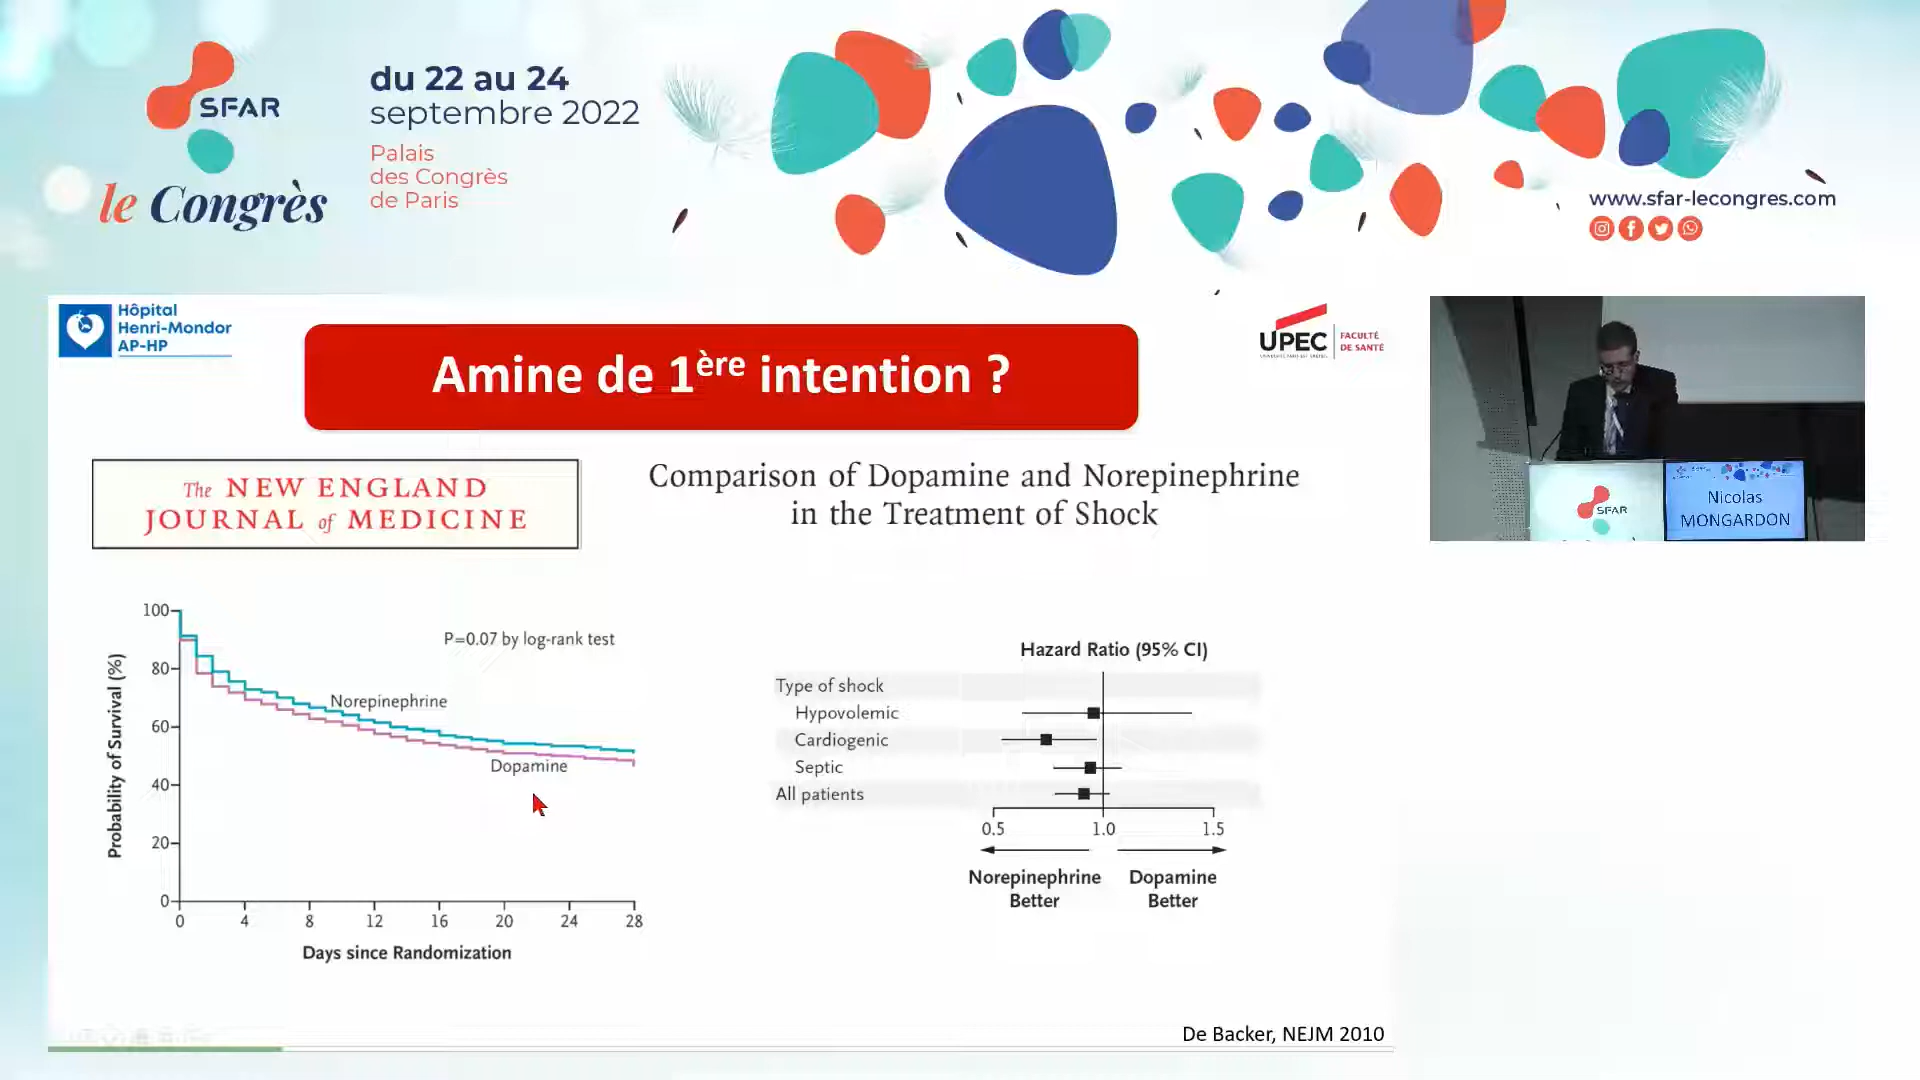 SFAR
le Congrès
du 22 au 24
septembre 2022
Palais
des Congrès
de Paris
www.sfar-lecongres.com
Hôpital
Henri-Mondor
AP-HP
Amine de 1ère intention ?
UPEC
FACULTÉ
DE SANTÉ
The NEW ENGLAND
JOURNAL of MEDICINE
Comparison of Dopamine and Norepinephrine
in the Treatment of Shock
SFAR
Nicolas
MONGARDON
Probability of Survival (%)
100
80
60
40
20
0
P=0.07 by log-rank test
Norepinephrine
Dopamine
0 4 8 12 16 20 24 28
Days since Randomization
Hazard Ratio (95% CI)
Type of shock
Hypovolemic
Cardiogenic
Septic
All patients
0.5 1.0 1.5
Norepinephrine
Better
Dopamine
Better
De Backer, NEJM 2010